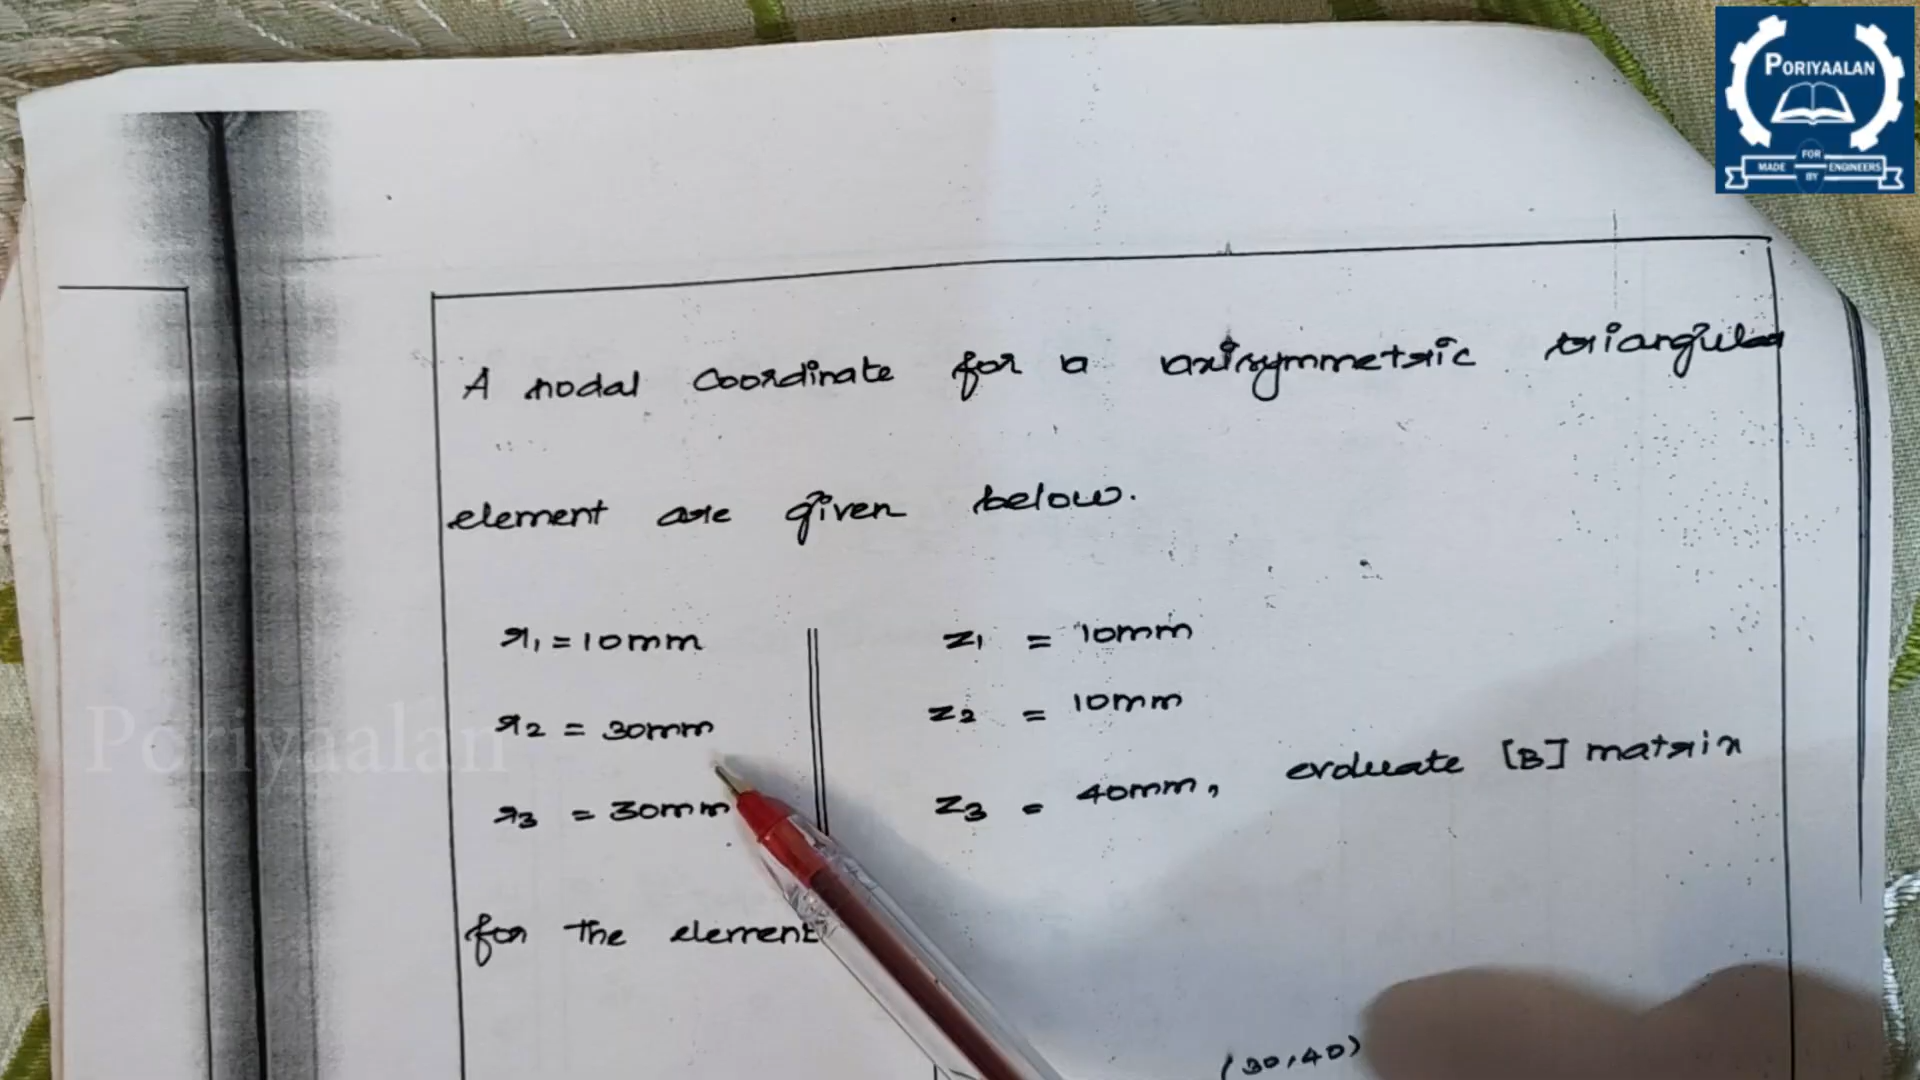 PORIYAALAN
FOR
MADE ENGINEERS
BY
A nodal coordinate for a axisymmetric triangular
element are given below.
r1 = 10mm z1 = 10mm
r2 = 30mm z2 = 10mm
r3 = 30mm z3 = 40mm, evaluate [B] matrix
for the element
(30,40)
Poriyaalan